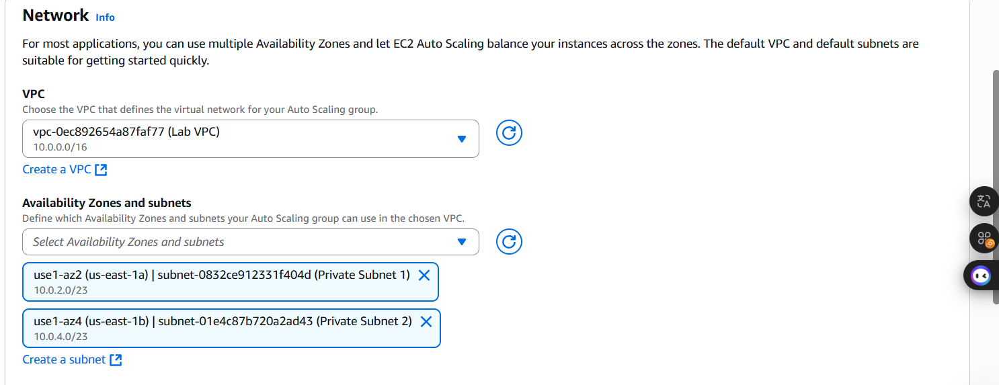 Network Info
For most applications, you can use multiple Availability Zones and let EC2 Auto Scaling balance your instances across the zones. The default VPC and default subnets are
suitable for getting started quickly.
VPC
Choose the VPC that defines the virtual network for your Auto Scaling group.
vpc-0ec892654a87faf77 (Lab VPC)
10.0.0.0/16
Create a VPC
Availability Zones and subnets
Define which Availability Zones and subnets your Auto Scaling group can use in the chosen VPC.
Select Availability Zones and subnets
use1-az2 (us-east-1a) | subnet-0832ce912331f404d (Private Subnet 1)
10.0.2.0/23
use1-az4 (us-east-1b) | subnet-01e4c87b720a2ad43 (Private Subnet 2)
10.0.4.0/23
Create a subnet